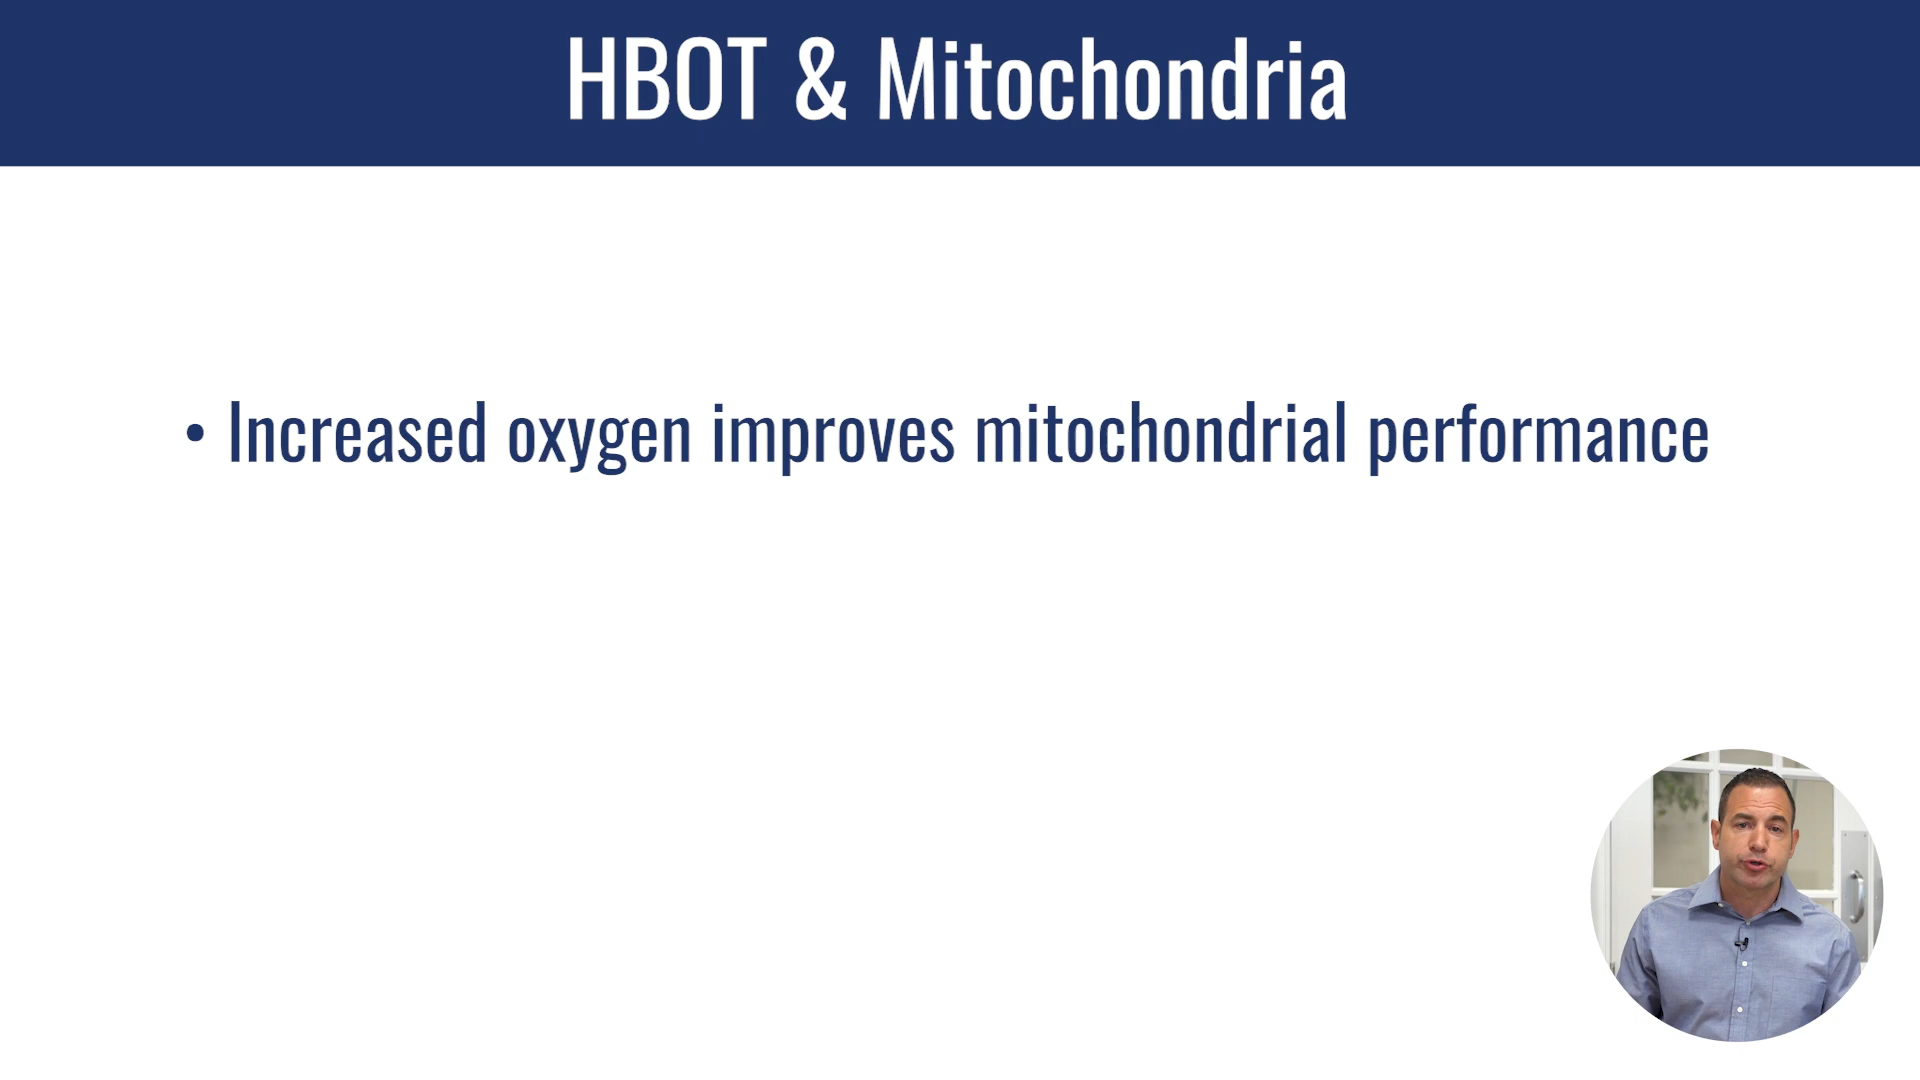 HBOT & Mitochondria
• Increased oxygen improves mitochondrial performance